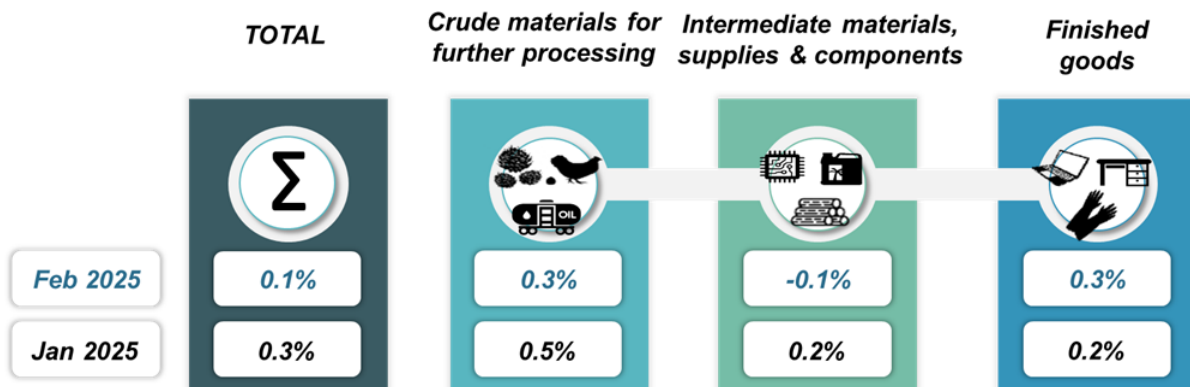 TOTAL
Crude materials for
further processing
Intermediate materials,
supplies & components
Finished
goods
Σ
OIL
Feb 2025
0.1%
0.3%
-0.1%
0.3%
Jan 2025
0.3%
0.5%
0.2%
0.2%